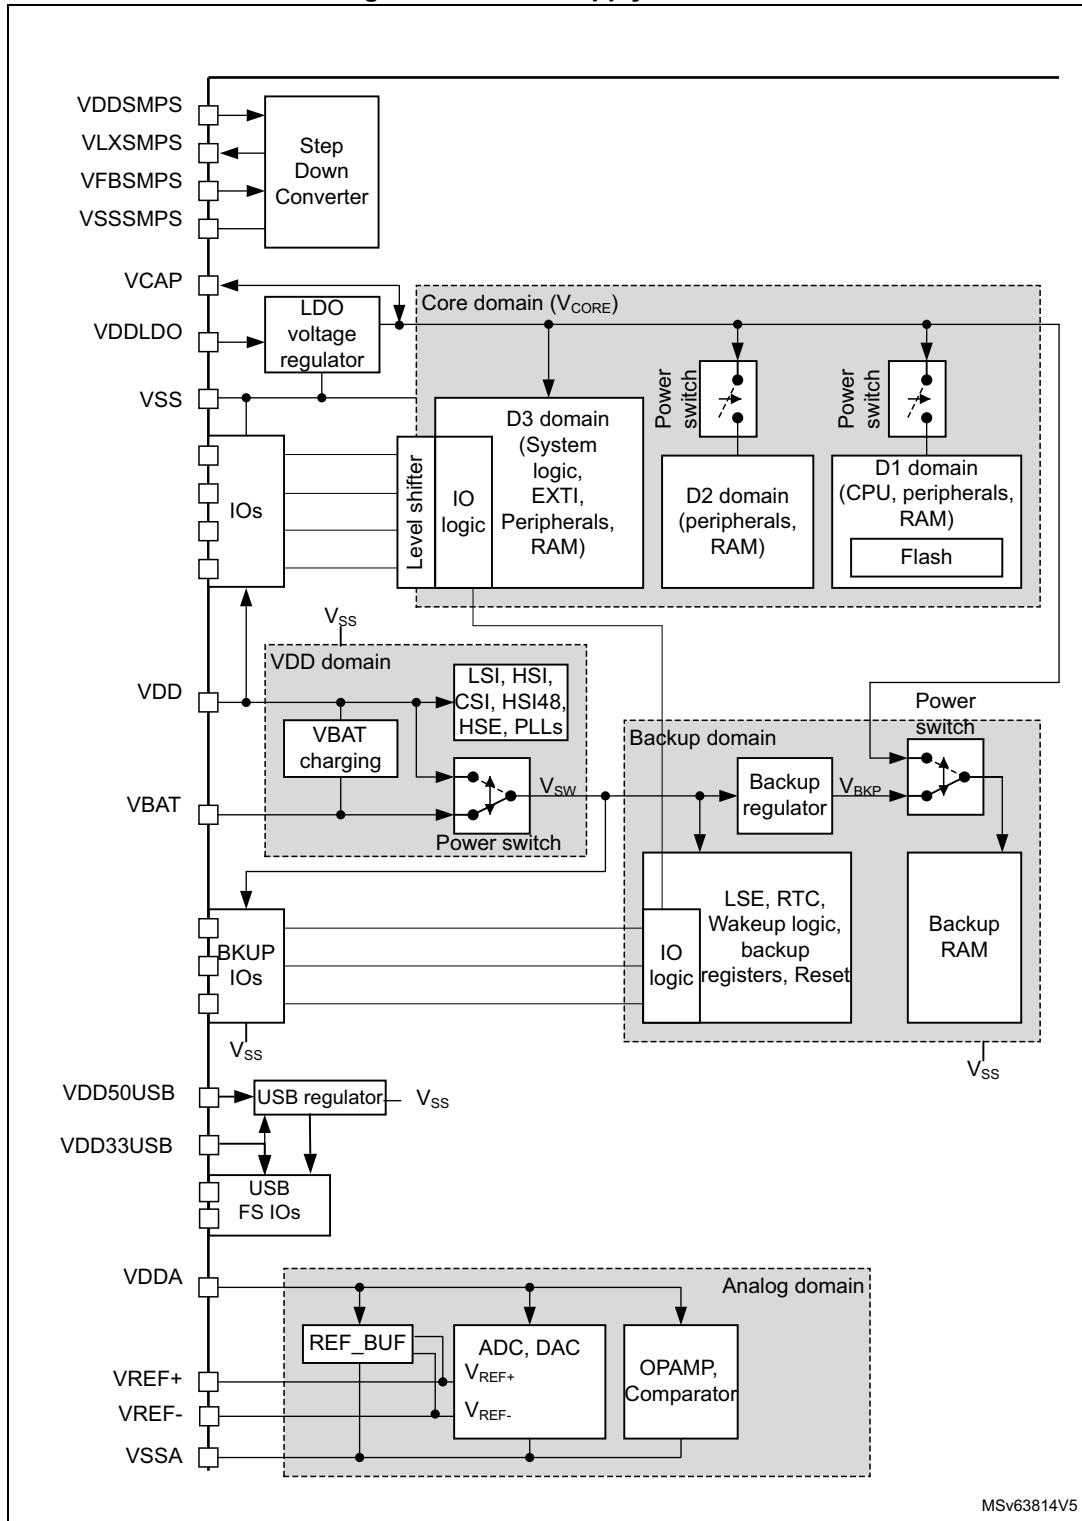 VDDSMPS
VLXSMPS
VFBSMPS
VSSSMPS
Step
Down
Converter
VCAP
VDDLDO
VSS
LDO
voltage
regulator
Core domain (VCORE)
Power
switch
Power
switch
D3 domain
(System
logic,
EXTI,
Peripherals,
RAM)
D2 domain
(peripherals,
RAM)
D1 domain
(CPU, peripherals,
RAM)
Flash
IOs
Level shifter
IO
logic
VSS
VDD domain
VDD
LSI, HSI,
CSI, HSI48,
HSE, PLLs
VBAT
charging
VBAT
VSW
Power switch
Power
switch
Backup domain
Backup
regulator
VBKP
LSE, RTC,
Wakeup logic,
backup
registers, Reset
IO
logic
Backup
RAM
BKUP
IOs
VSS
VSS
VDD50USB
USB regulator
VSS
VDD33USB
USB
FS IOs
VDDA
Analog domain
REF_BUF
ADC, DAC
VREF+
VREF-
OPAMP,
Comparator
VREF+
VREF-
VSSA
MSv63814V5